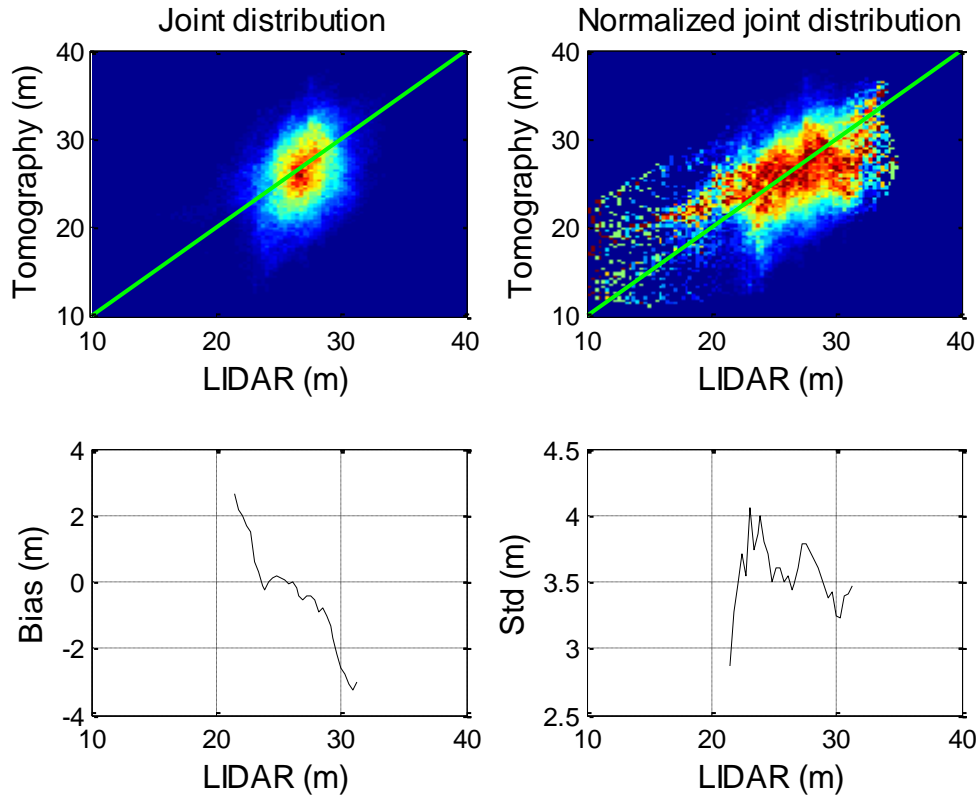 Joint distribution
40
30
20
10
Tomography (m)
10 20 30 40
LIDAR (m)
Normalized joint distribution
40
30
20
10
Tomography (m)
10 20 30 40
LIDAR (m)
4
2
0
-2
-4
Bias (m)
10 20 30 40
LIDAR (m)
4.5
4
3.5
3
2.5
Std (m)
10 20 30 40
LIDAR (m)